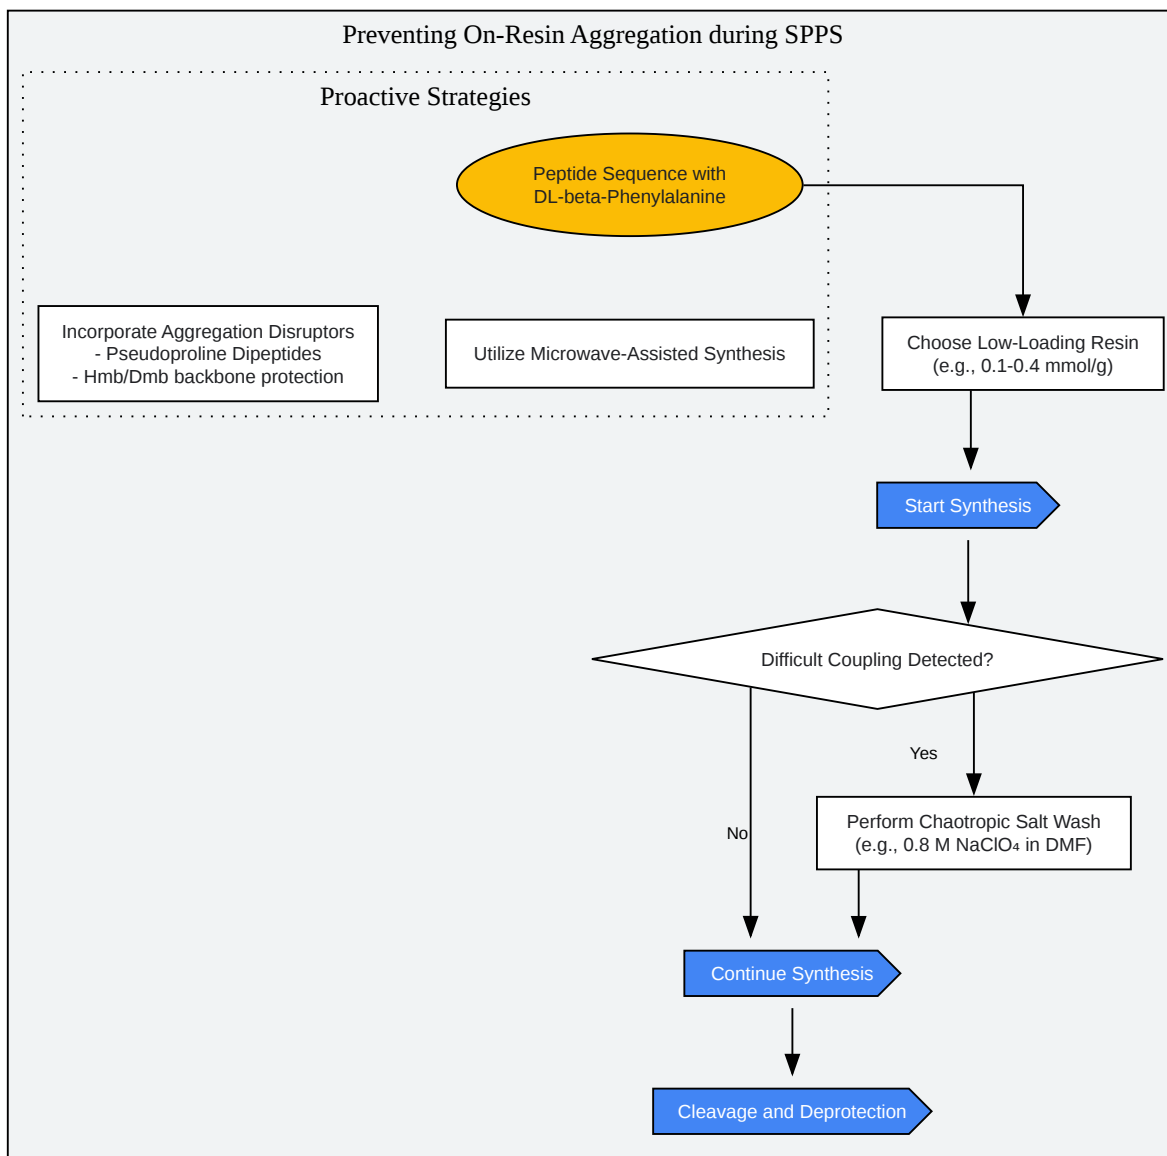 Preventing On-Resin Aggregation during SPPS
Proactive Strategies
Peptide Sequence with
DL-beta-Phenylalanine
Incorporate Aggregation Disruptors
- Pseudoproline Dipeptides
- Hmb/Dmb backbone protection
Utilize Microwave-Assisted Synthesis
Choose Low-Loading Resin
(e.g., 0.1-0.4 mmol/g)
Start Synthesis
Difficult Coupling Detected?
Yes
No
Perform Chaotropic Salt Wash
(e.g., 0.8 M NaClO₄ in DMF)
Continue Synthesis
Cleavage and Deprotection